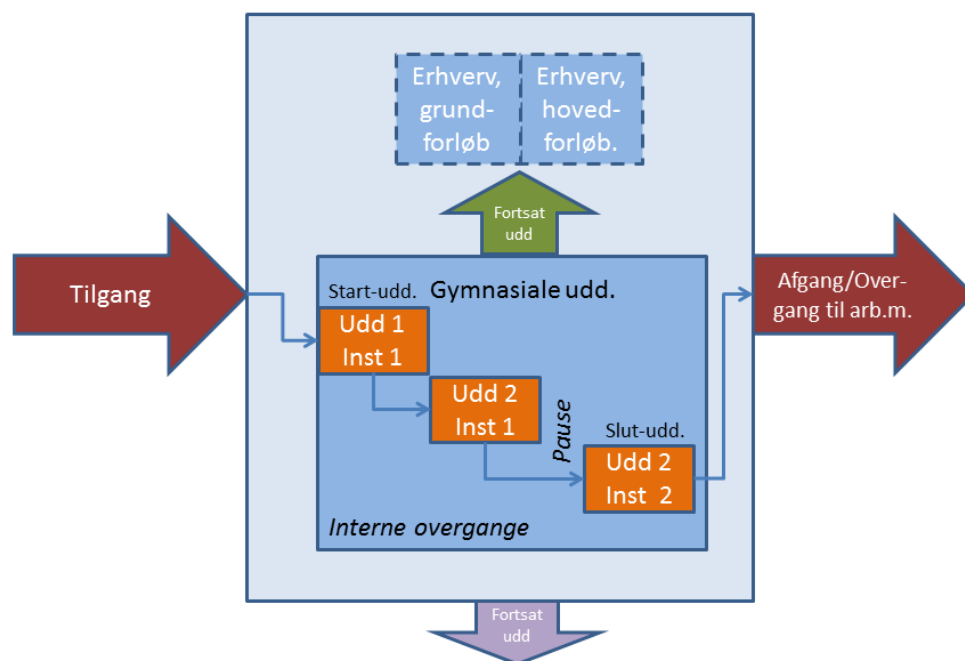 Erhverv,
grund-
forløb
Erhverv,
hoved-
forløb.
Fortsat
udd
Tilgang
Start-udd.
Gymnasiale udd.
Afgang/Over-
gang til arb.m.
Udd 1
Inst 1
Udd 2
Inst 1
Pause
Slut-udd.
Udd 2
Inst 2
Interne overgange
Fortsat
udd